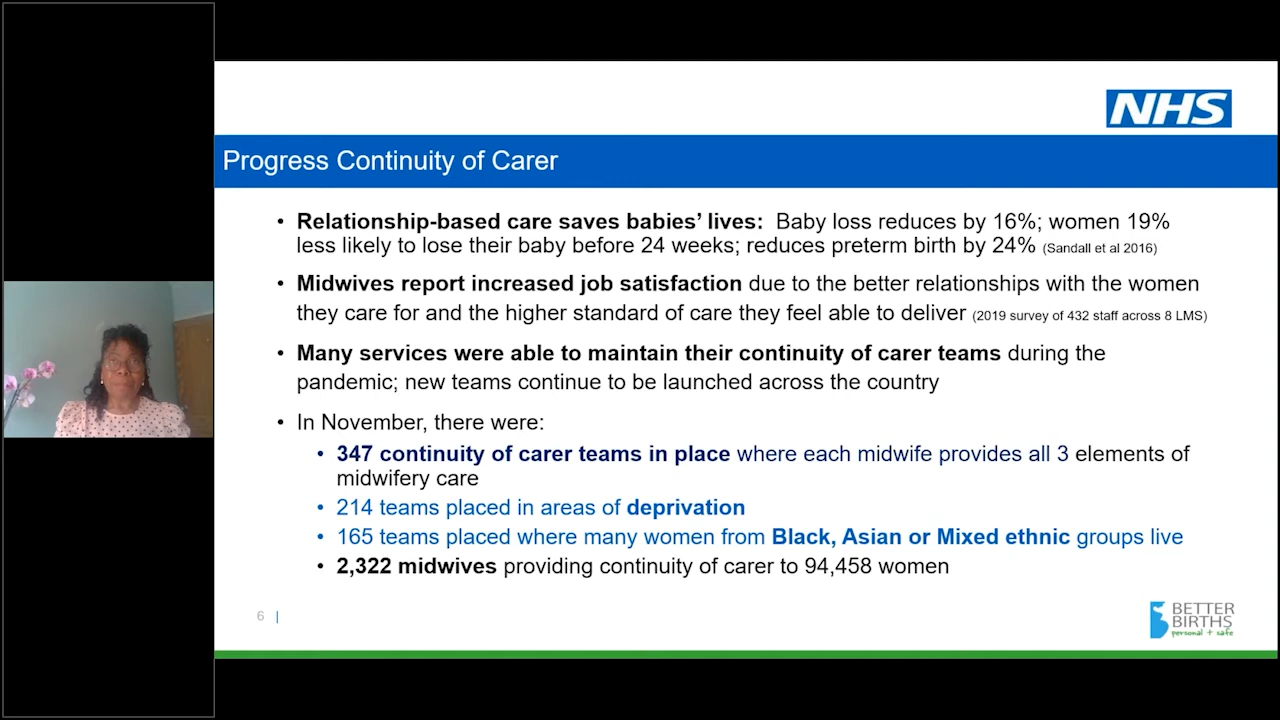 NHS
Progress Continuity of Carer
• Relationship-based care saves babies’ lives: Baby loss reduces by 16%; women 19%
less likely to lose their baby before 24 weeks; reduces preterm birth by 24% (Sandall et al 2016)
• Midwives report increased job satisfaction due to the better relationships with the women
they care for and the higher standard of care they feel able to deliver (2019 survey of 432 staff across 8 LMS)
• Many services were able to maintain their continuity of carer teams during the
pandemic; new teams continue to be launched across the country
• In November, there were:
• 347 continuity of carer teams in place where each midwife provides all 3 elements of
midwifery care
• 214 teams placed in areas of deprivation
• 165 teams placed where many women from Black, Asian or Mixed ethnic groups live
• 2,322 midwives providing continuity of carer to 94,458 women
6 |
BETTER
BIRTHS
personal + safe